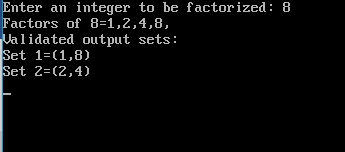 Enter an integer to be factorized: 8
Factors of 8=1,2,4,8,
Validated output sets:
Set 1=(1,8)
Set 2=(2,4)